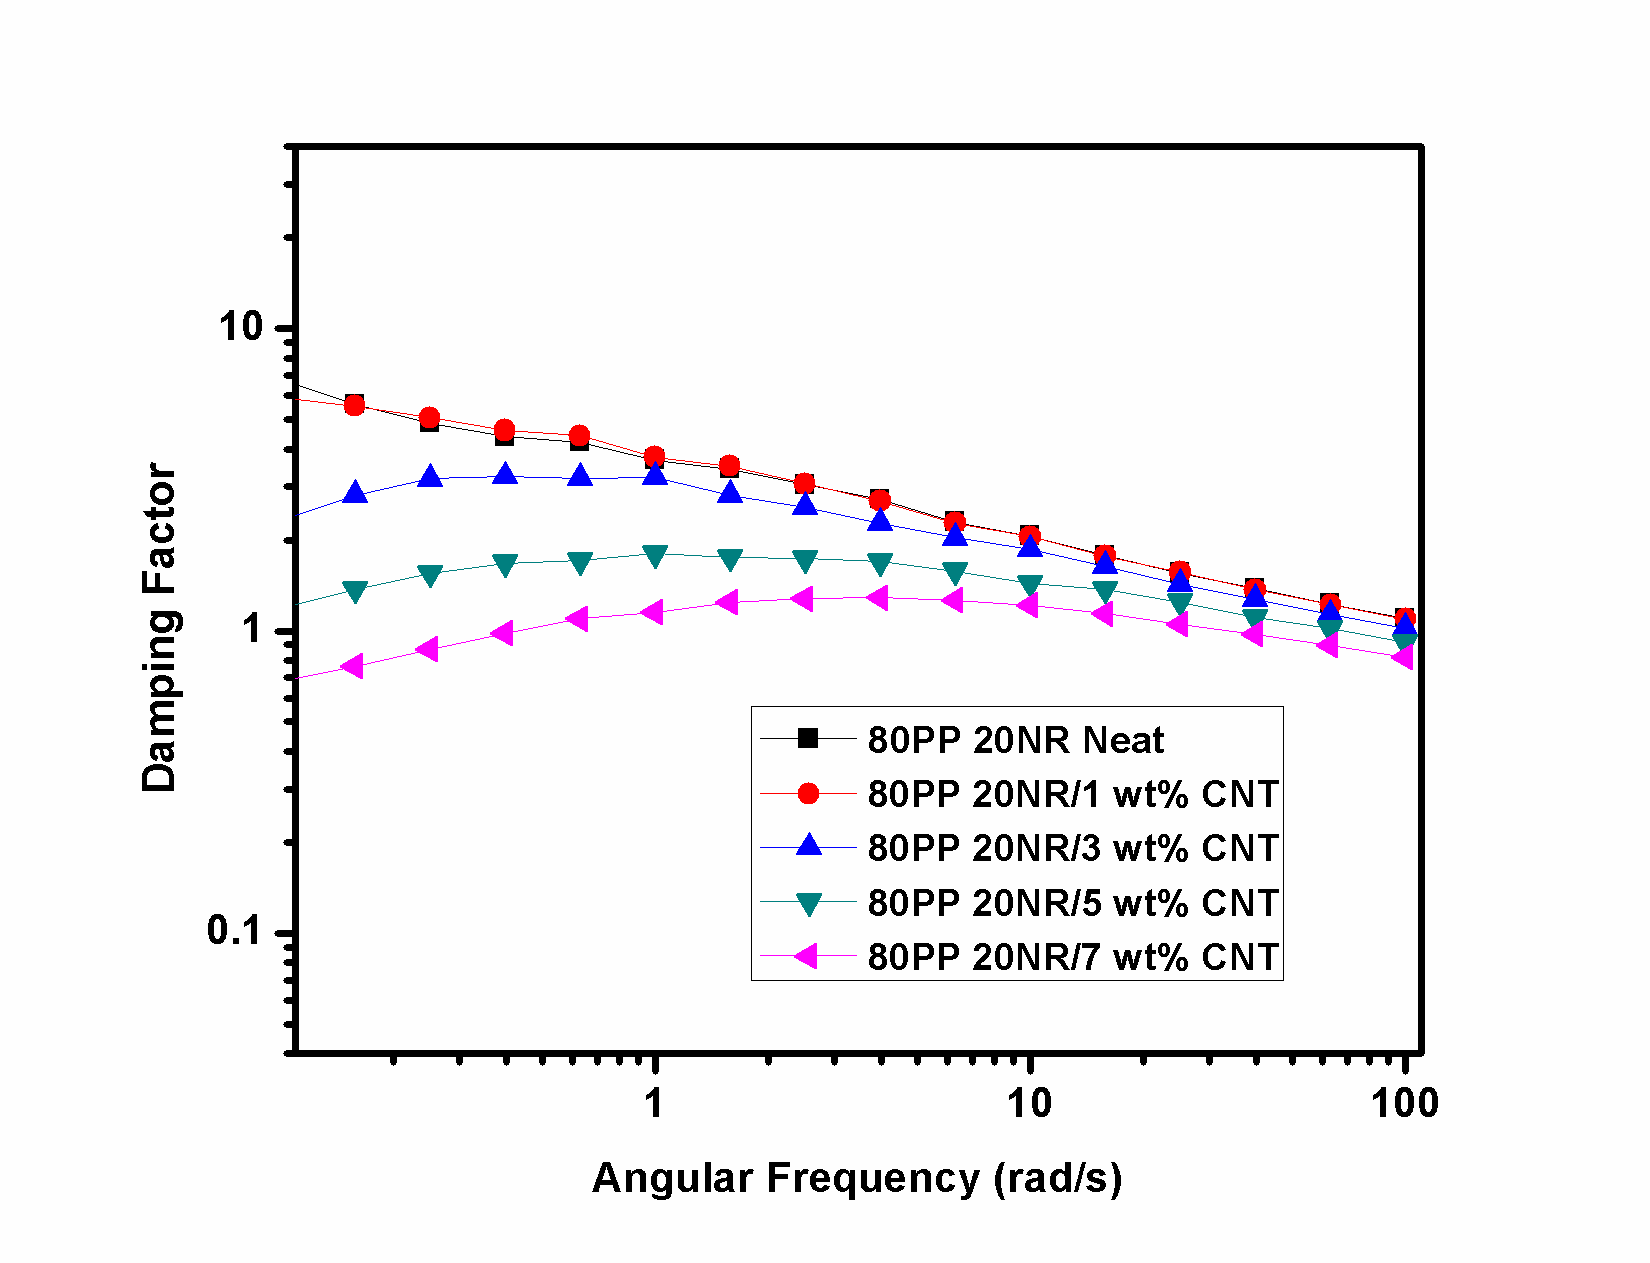 10
1
0.1
Damping Factor
1
10
100
Angular Frequency (rad/s)
80PP 20NR Neat
80PP 20NR/1 wt% CNT
80PP 20NR/3 wt% CNT
80PP 20NR/5 wt% CNT
80PP 20NR/7 wt% CNT